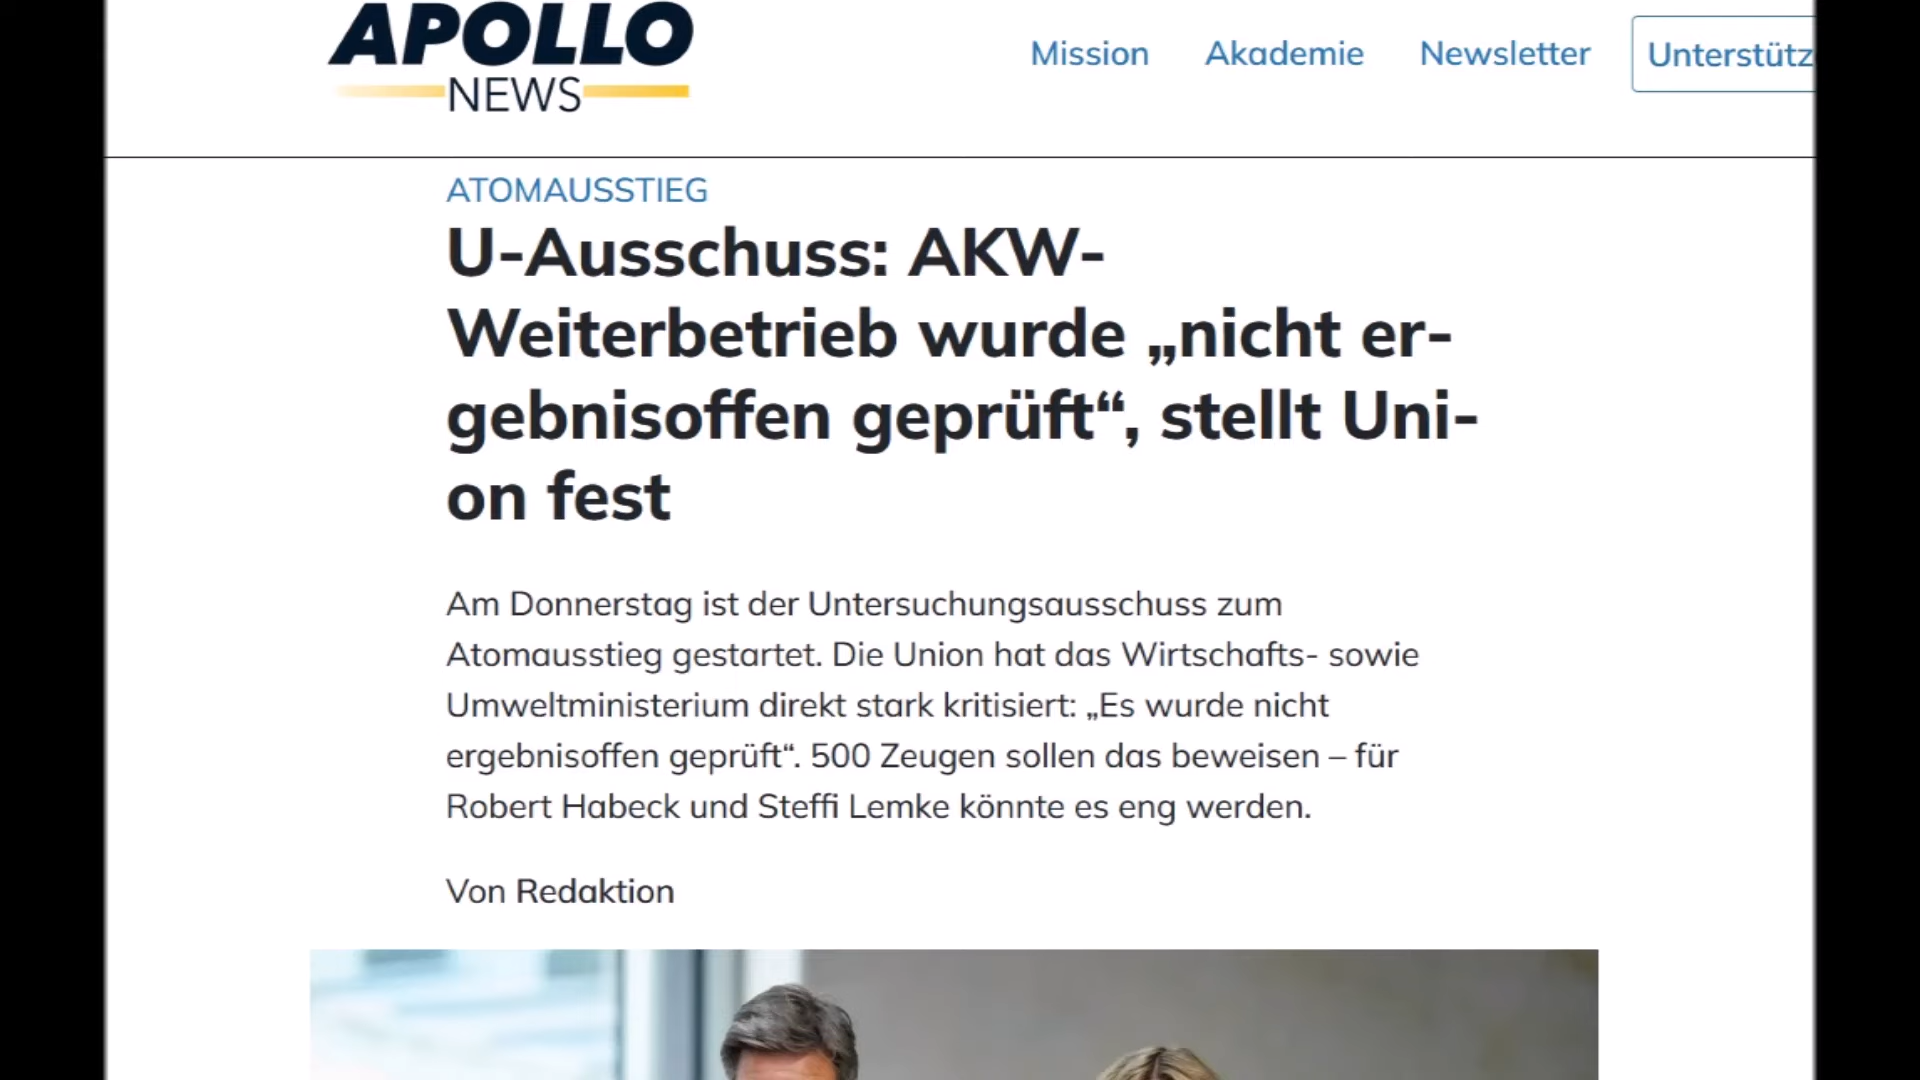 APOLLO
NEWS
Mission Akademie Newsletter Unterstütz
ATOMAUSSTIEG
U-Ausschuss: AKW-
Weiterbetrieb wurde „nicht er-
gebnisoffen geprüft“, stellt Uni-
on fest
Am Donnerstag ist der Untersuchungsausschuss zum
Atomausstieg gestartet. Die Union hat das Wirtschafts- sowie
Umweltministerium direkt stark kritisiert: „Es wurde nicht
ergebnisoffen geprüft“. 500 Zeugen sollen das beweisen – für
Robert Habeck und Steffi Lemke könnte es eng werden.
Von Redaktion